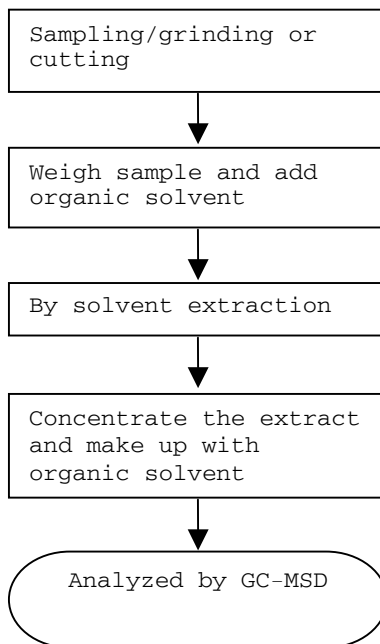 Sampling/grinding or
cutting
Weigh sample and add
organic solvent
By solvent extraction
Concentrate the extract
and make up with
organic solvent
Analyzed by GC-MSD